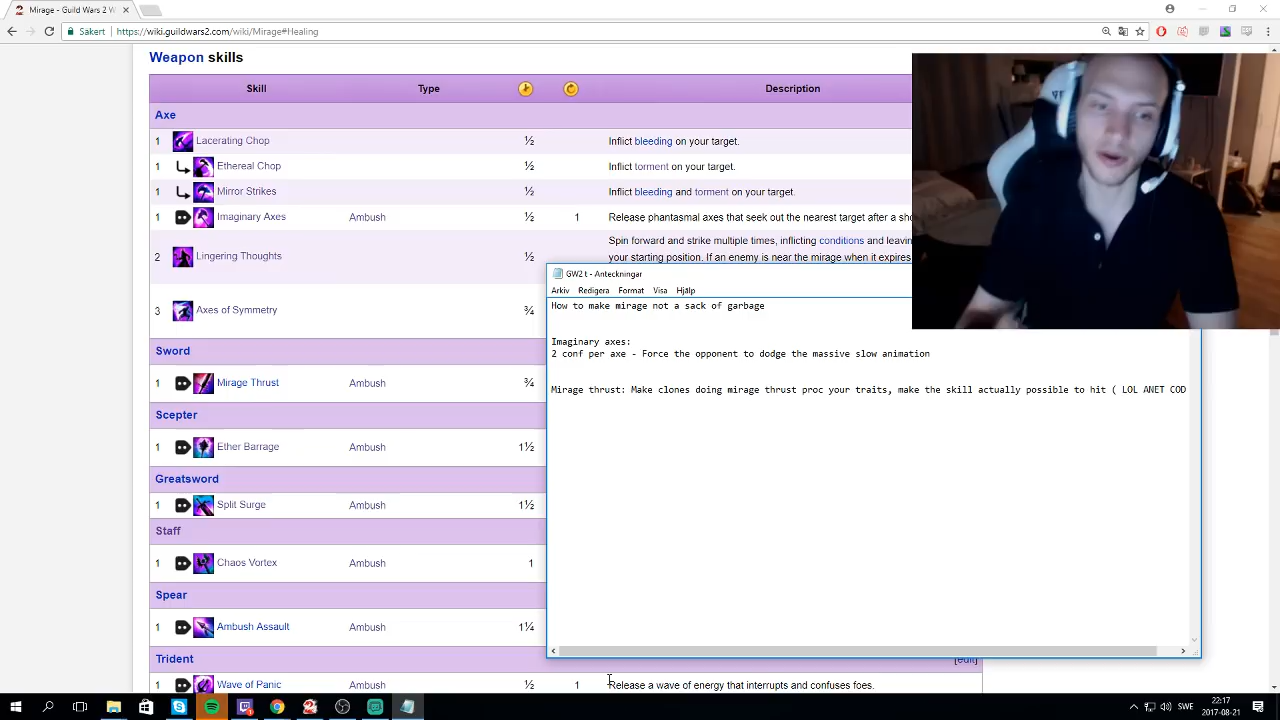 Mirage - Guild Wars 2 W
Säkert
https://wiki.guildwars2.com/wiki/Mirage#Healing
Weapon skills
Skill Type Description
Axe
1 Lacerating Chop ½ Inflict bleeding on your target.
1 Ethereal Chop ½ Inflict torment on your target.
1 Mirror Strikes ½ Inflict bleeding and torment on your target.
1 Imaginary Axes Ambush ½ 1 Release phantasmal axes that seek out the nearest target after a sho
2 Lingering Thoughts ½ Spin forward and strike multiple times, inflicting conditions and leavin
your starting position. If an enemy is near the mirage when it expires
3 Axes of Symmetry ¾
Sword
1 Mirage Thrust Ambush ¾
Scepter
1 Ether Barrage Ambush 1½
Greatsword
1 Split Surge Ambush 1½
Staff
1 Chaos Vortex Ambush 1
Spear
1 Ambush Assault Ambush 1¼
Trident [edit]
1 Wave of Panic Ambush ½ 1 Release a wave of energy that interrupts and confuses foes.
GW2 t - Anteckningar
Arkiv Redigera Format Visa Hjälp
How to make mirage not a sack of garbage
Imaginary axes:
2 conf per axe - Force the opponent to dodge the massive slow animation
Mirage thrust: Make clones doing mirage thrust proc your traits, make the skill actually possible to hit ( LOL ANET COD
SWE
22:17
2017-08-21